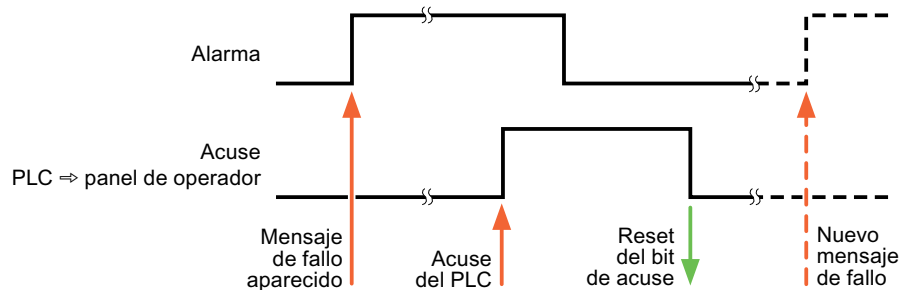 Alarma
Acuse
PLC ⇨ panel de operador
Mensaje
de fallo
aparecido
Acuse
del PLC
Reset
del bit
de acuse
Nuevo
mensaje
de fallo